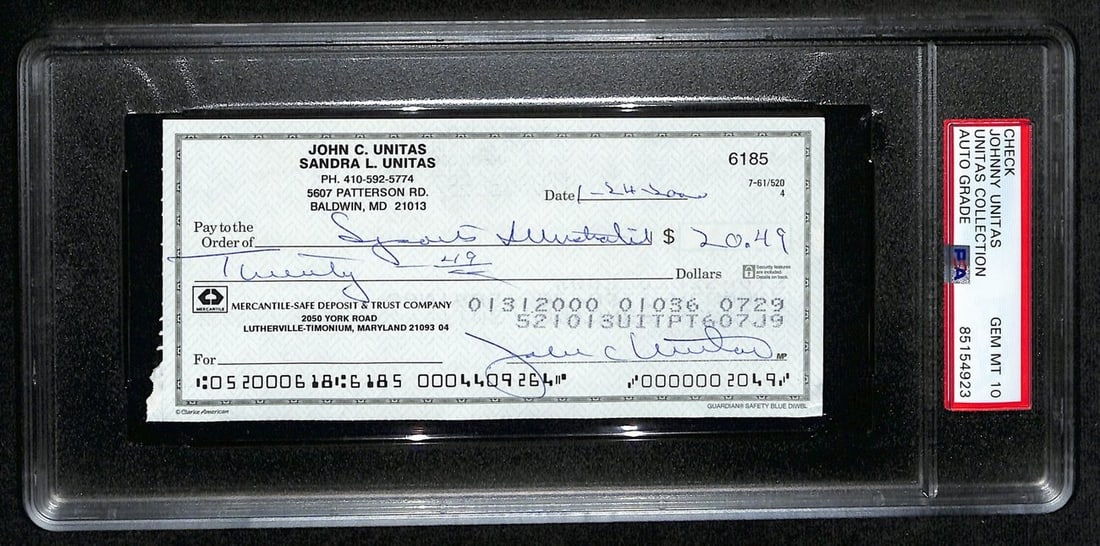 JOHN C. UNITAS
SANDRA L. UNITAS
PH. 410-592-5774
5607 PATTERSON RD.
BALDWIN, MD 21013
6185
7-61/520
4
Date 1-24-2000
Pay to the
Order of Sports Illustrated $ 20.49
Twenty 49 Dollars
Security features
are included.
Details on back.
MERCANTILE
MERCANTILE-SAFE DEPOSIT & TRUST COMPANY
2050 YORK ROAD
LUTHERVILLE-TIMONIUM, MARYLAND 21093 04
01312000 01036 0729
521013UITPT607J9
For
John C Unitas
MP
⑆052000618⑆6185 0004409264⑈ ⑈0000002049⑈
© Clarke American
GUARDIAN® SAFETY BLUE DIWBL
CHECK
JOHNNY UNITAS
UNITAS COLLECTION
AUTO GRADE GEM MT 10
PSA
85154923